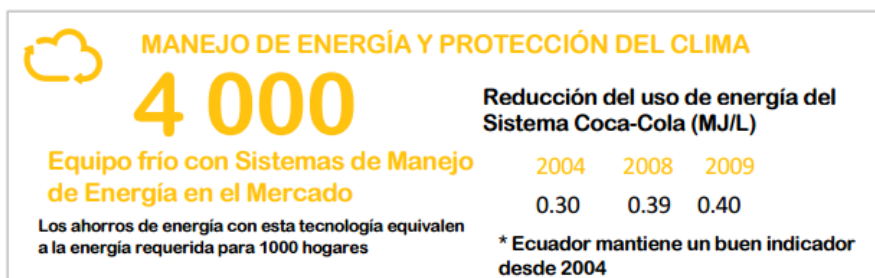 MANEJO DE ENERGÍA Y PROTECCIÓN DEL CLIMA
4 000
Equipo frío con Sistemas de Manejo
de Energía en el Mercado
Los ahorros de energía con esta tecnología equivalen
a la energía requerida para 1000 hogares
Reducción del uso de energía del
Sistema Coca-Cola (MJ/L)
2004 2008 2009
0.30 0.39 0.40
* Ecuador mantiene un buen indicador
desde 2004